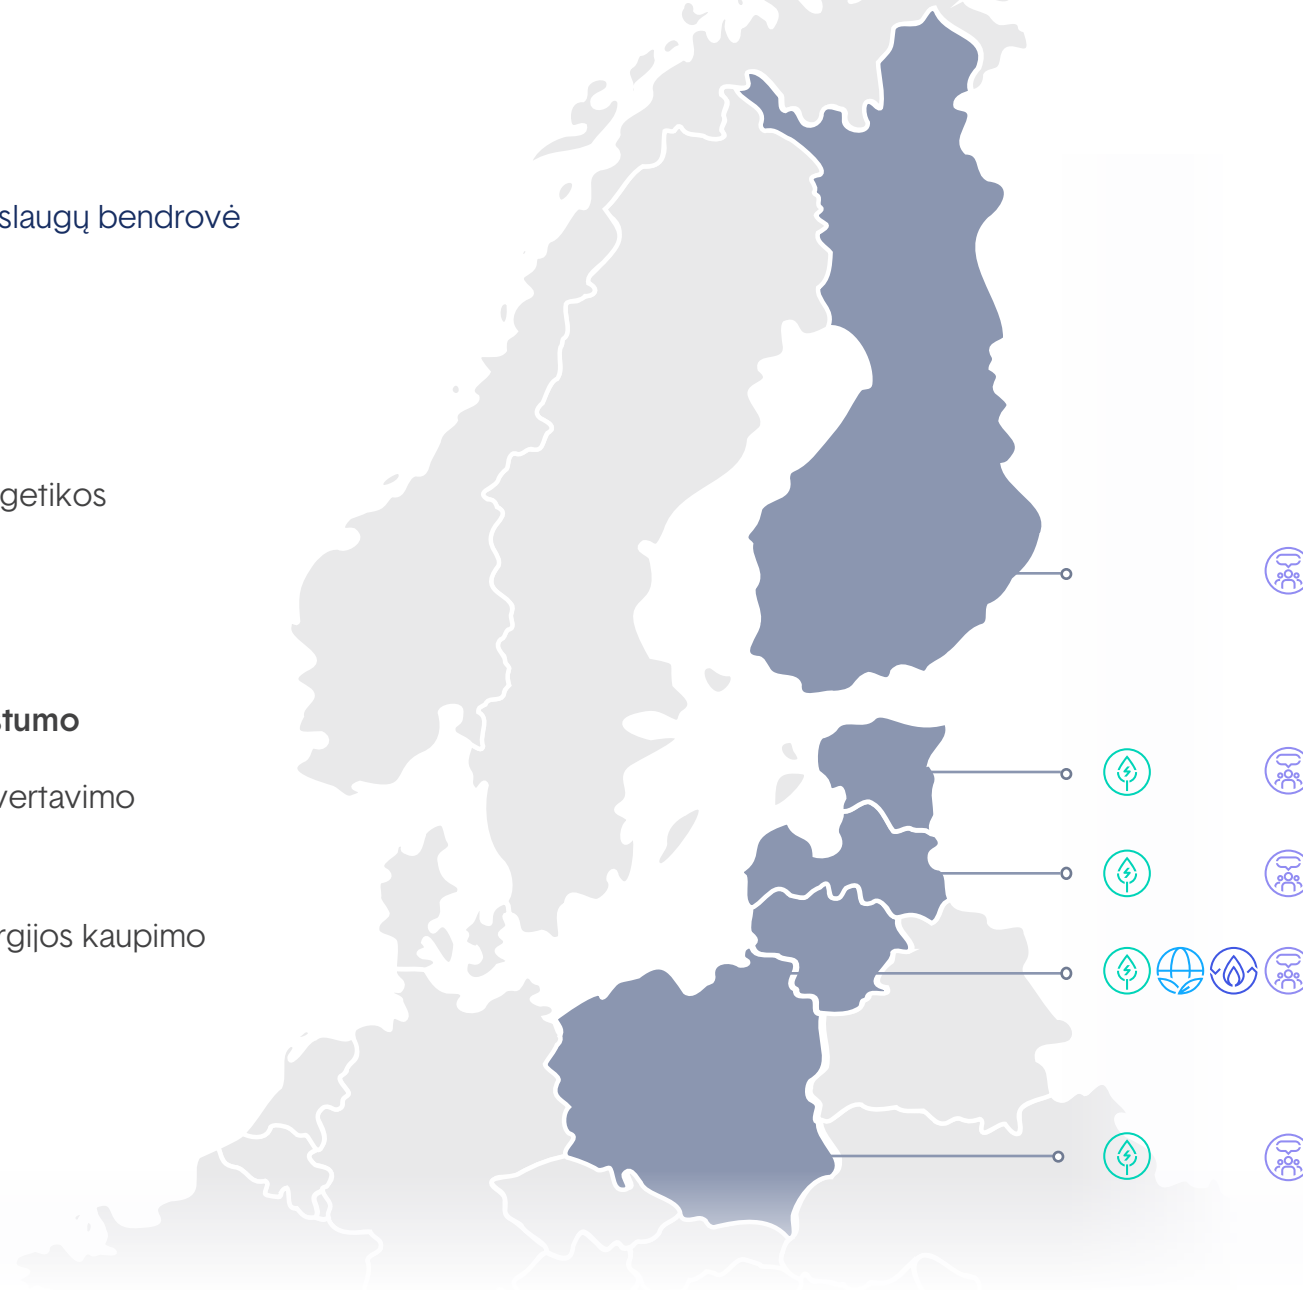 slaugų bendrovė
getikos
tumo
vertavimo
rgijos kaupimo